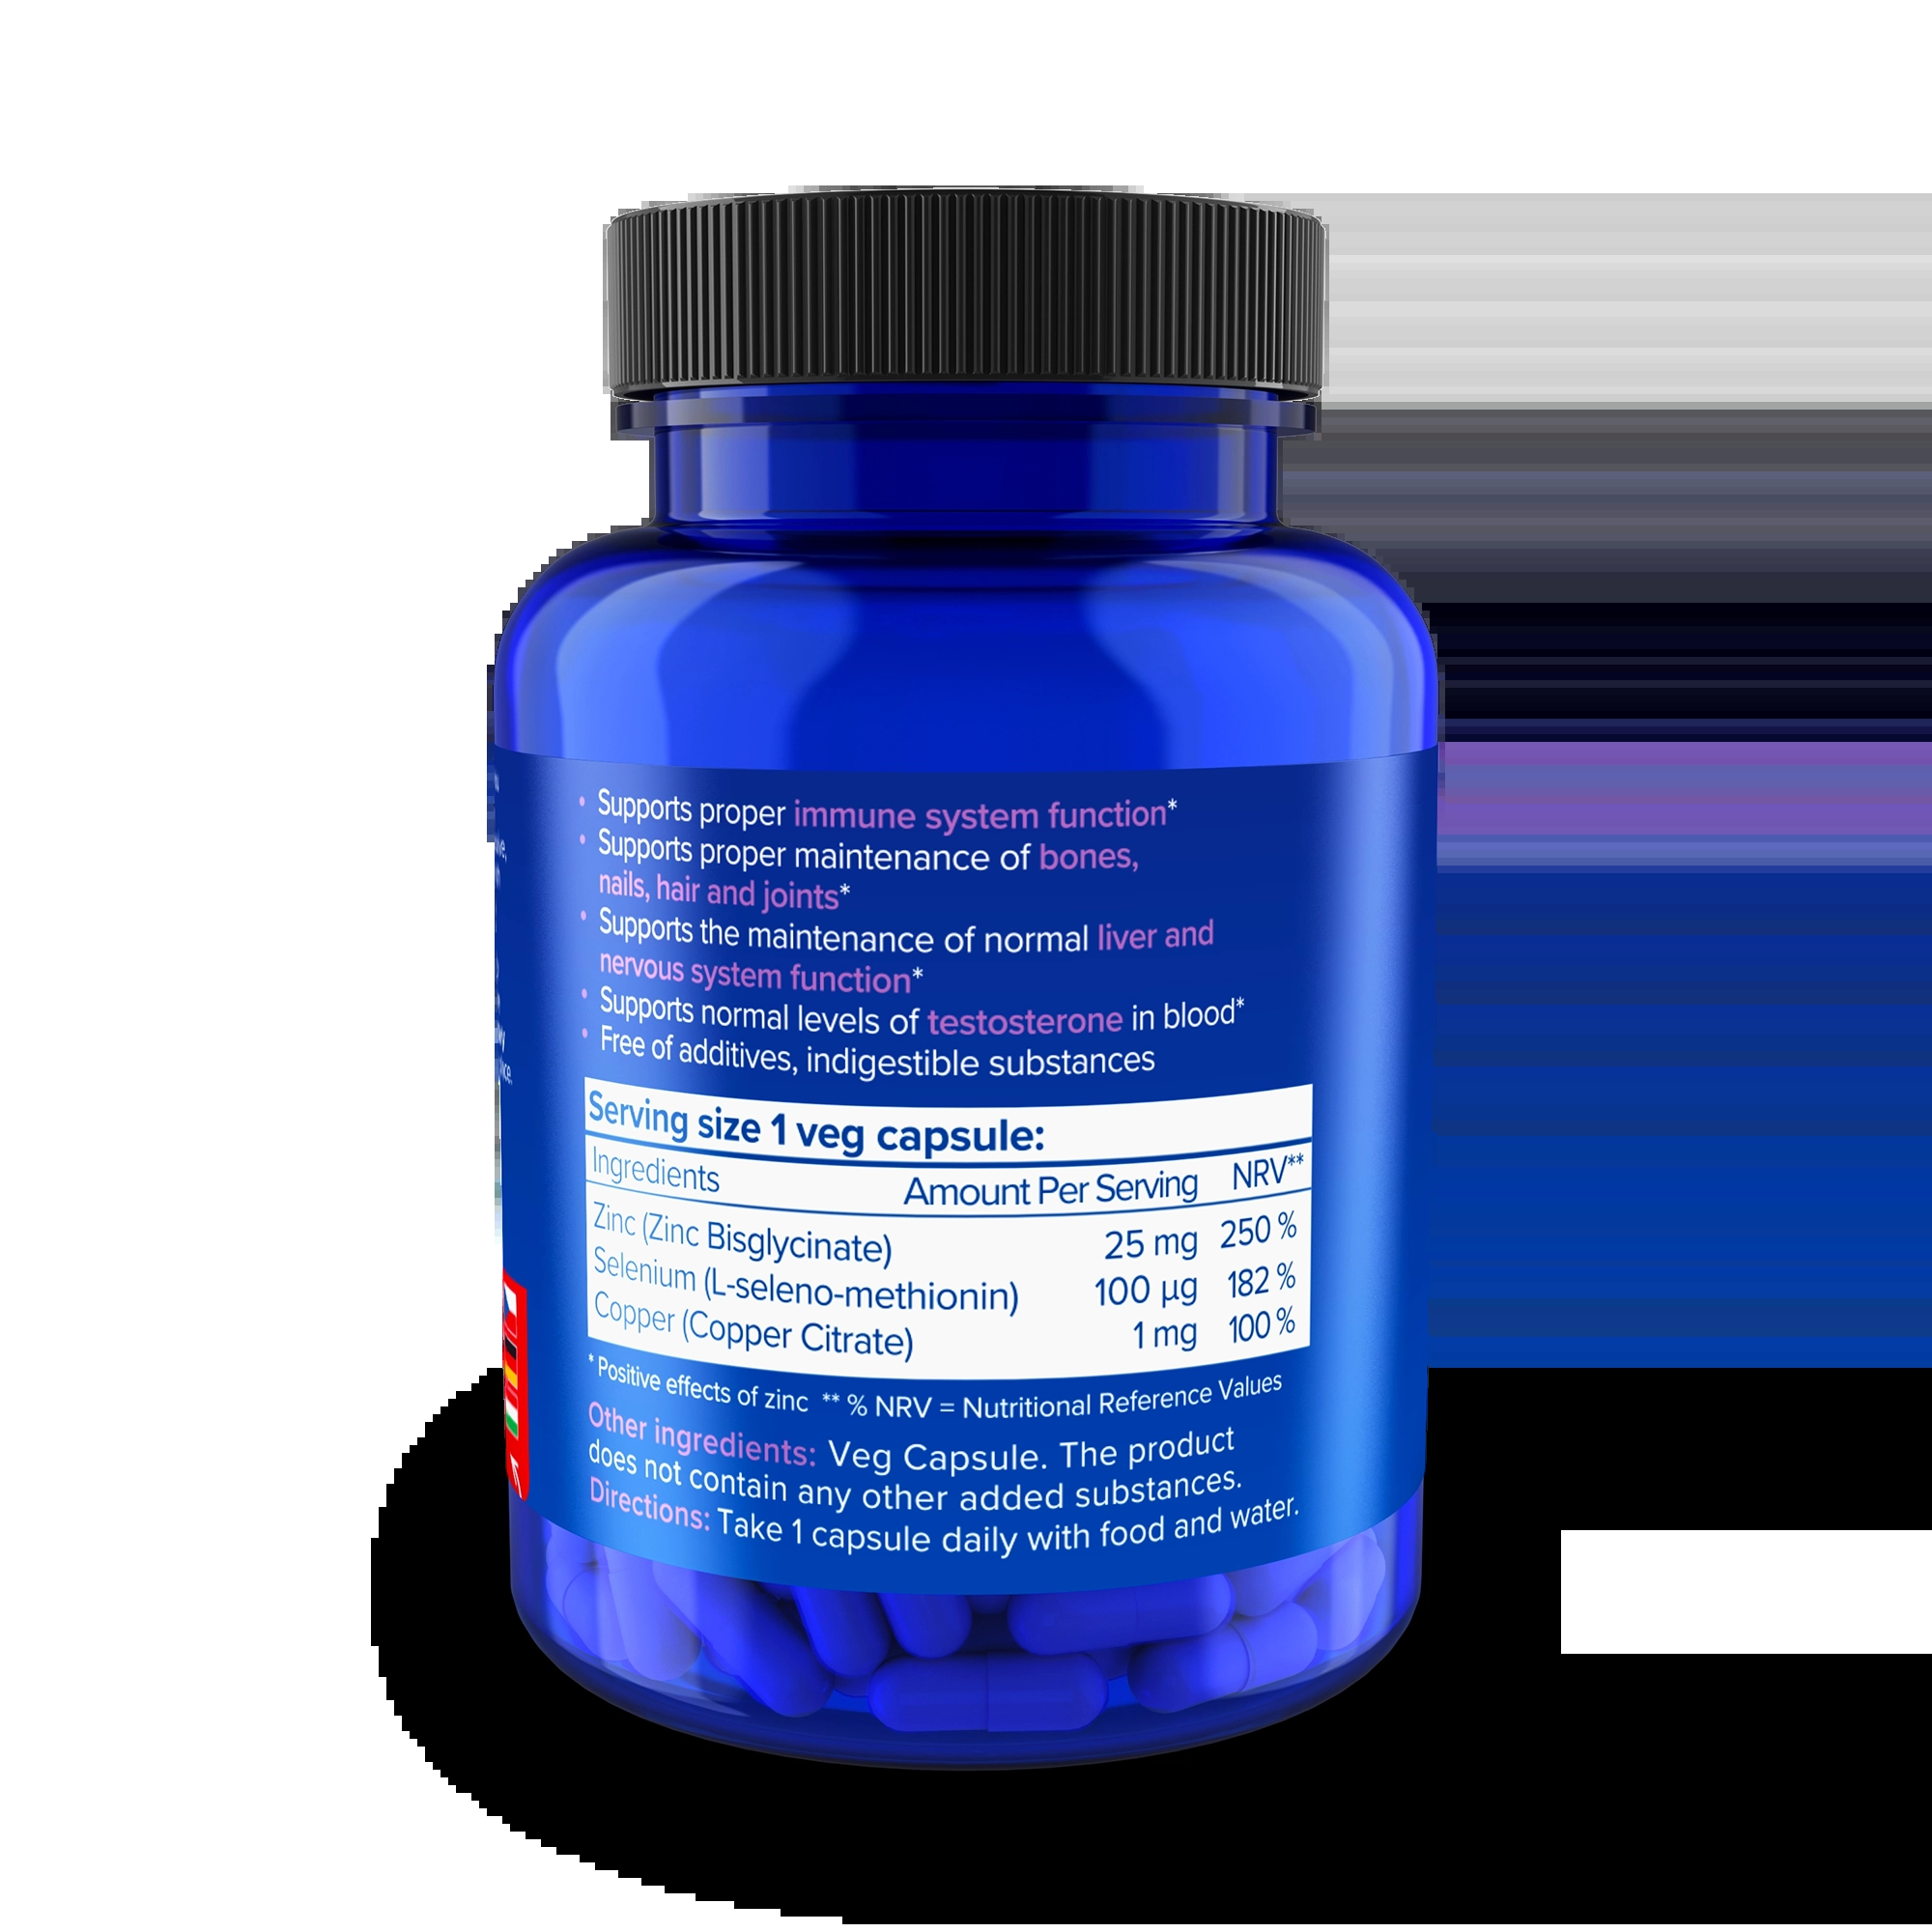 • Supports proper immune system function*
• Supports proper maintenance of bones,
nails, hair and joints*
• Supports the maintenance of normal liver and
nervous system function*
• Supports normal levels of testosterone in blood*
• Free of additives, indigestible substances
Serving size 1 veg capsule:
Ingredients Amount Per Serving NRV**
Zinc (Zinc Bisglycinate) 25 mg 250 %
Selenium (L-seleno-methionin) 100 µg 182 %
Copper (Copper Citrate) 1 mg 100 %
* Positive effects of zinc ** % NRV = Nutritional Reference Values
Other ingredients: Veg Capsule. The product
does not contain any other added substances.
Directions: Take 1 capsule daily with food and water.